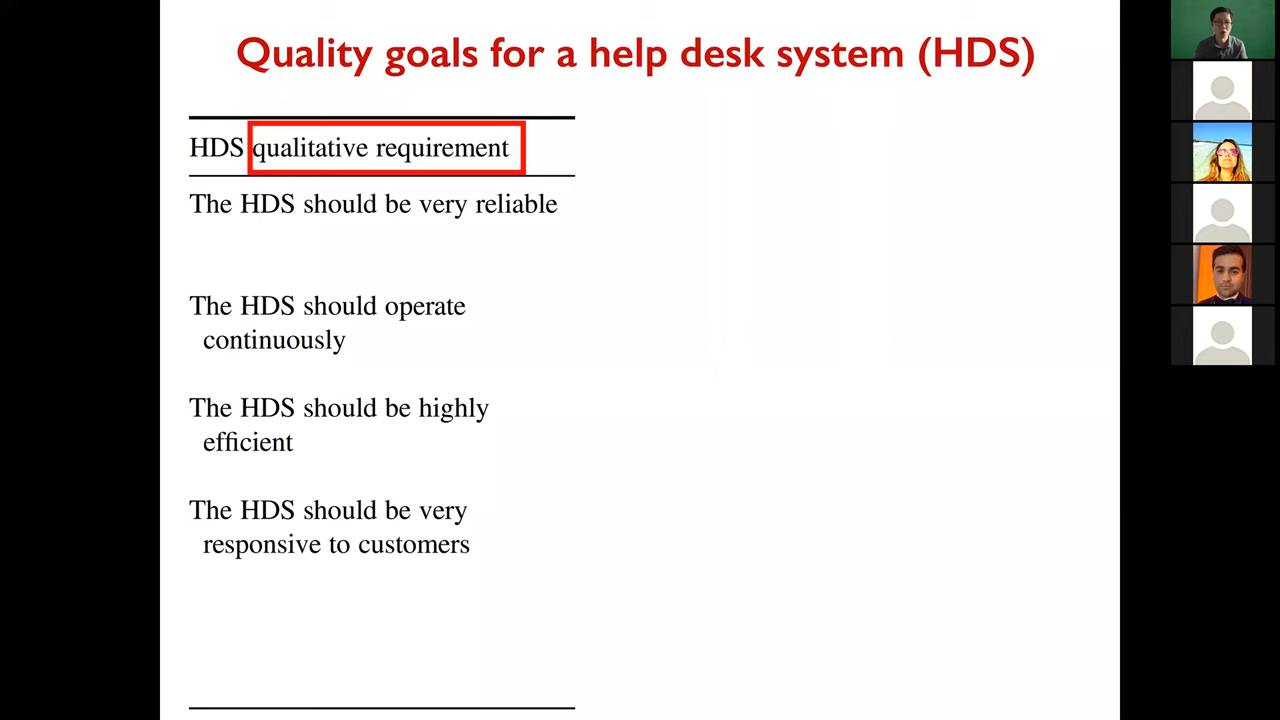 Quality goals for a help desk system (HDS)
HDS qualitative requirement
The HDS should be very reliable
The HDS should operate
continuously
The HDS should be highly
efficient
The HDS should be very
responsive to customers